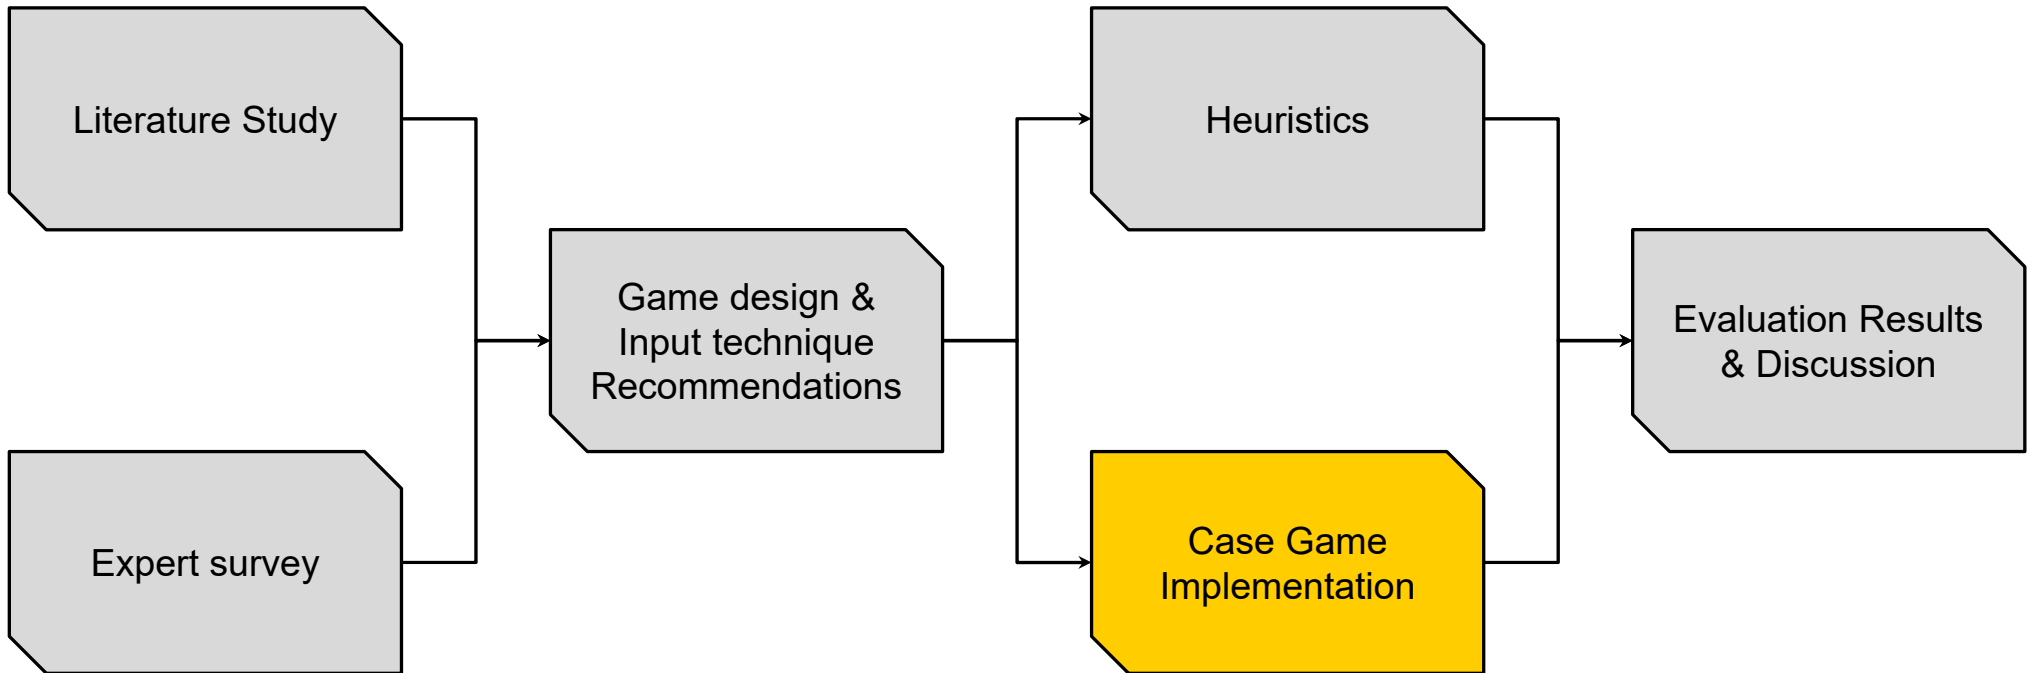 Literature Study
Expert survey
Game design &
Input technique
Recommendations
Heuristics
Case Game
Implementation
Evaluation Results
& Discussion